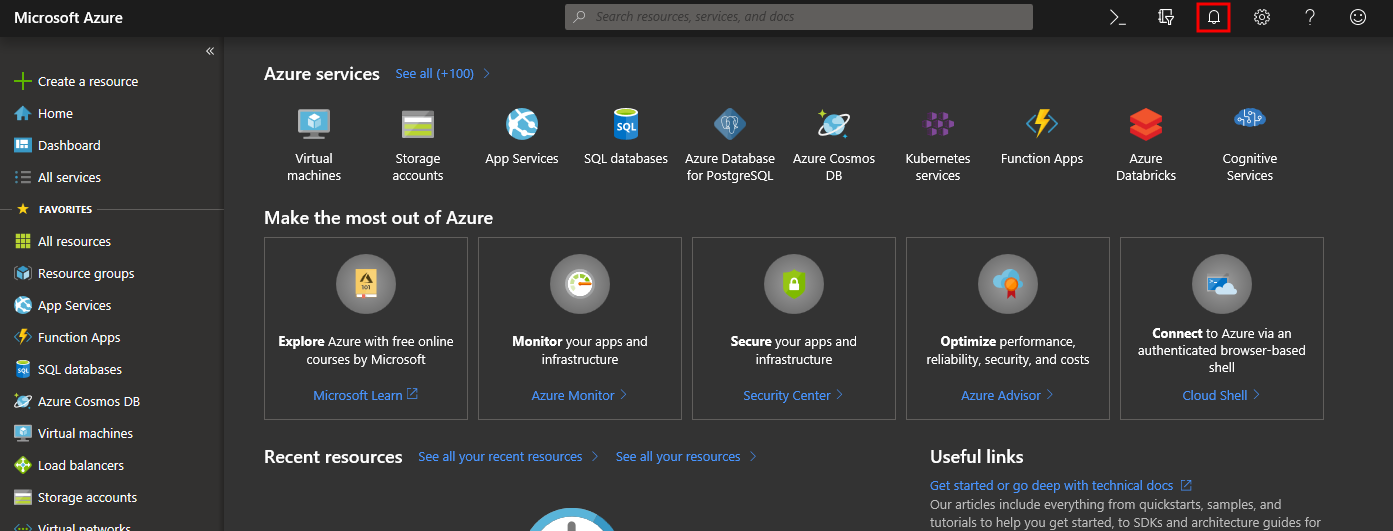 Microsoft Azure
Search resources, services, and docs
Create a resource
Home
Dashboard
All services
FAVORITES
All resources
Resource groups
App Services
Function Apps
SQL databases
Azure Cosmos DB
Virtual machines
Load balancers
Storage accounts
Virtual networks
Azure services
See all (+100)
Virtual
machines
Storage
accounts
App Services
SQL
SQL databases
Azure Database
for PostgreSQL
Azure Cosmos
DB
Kubernetes
services
Function Apps
Azure
Databricks
Cognitive
Services
Make the most out of Azure
101
Explore Azure with free online
courses by Microsoft
Microsoft Learn
Monitor your apps and
infrastructure
Azure Monitor
Secure your apps and
infrastructure
Security Center
Optimize performance,
reliability, security, and costs
Azure Advisor
Connect to Azure via an
authenticated browser-based
shell
Cloud Shell
Recent resources
See all your recent resources
See all your resources
Useful links
Get started or go deep with technical docs
Our articles include everything from quickstarts, samples, and
tutorials to help you get started, to SDKs and architecture guides for